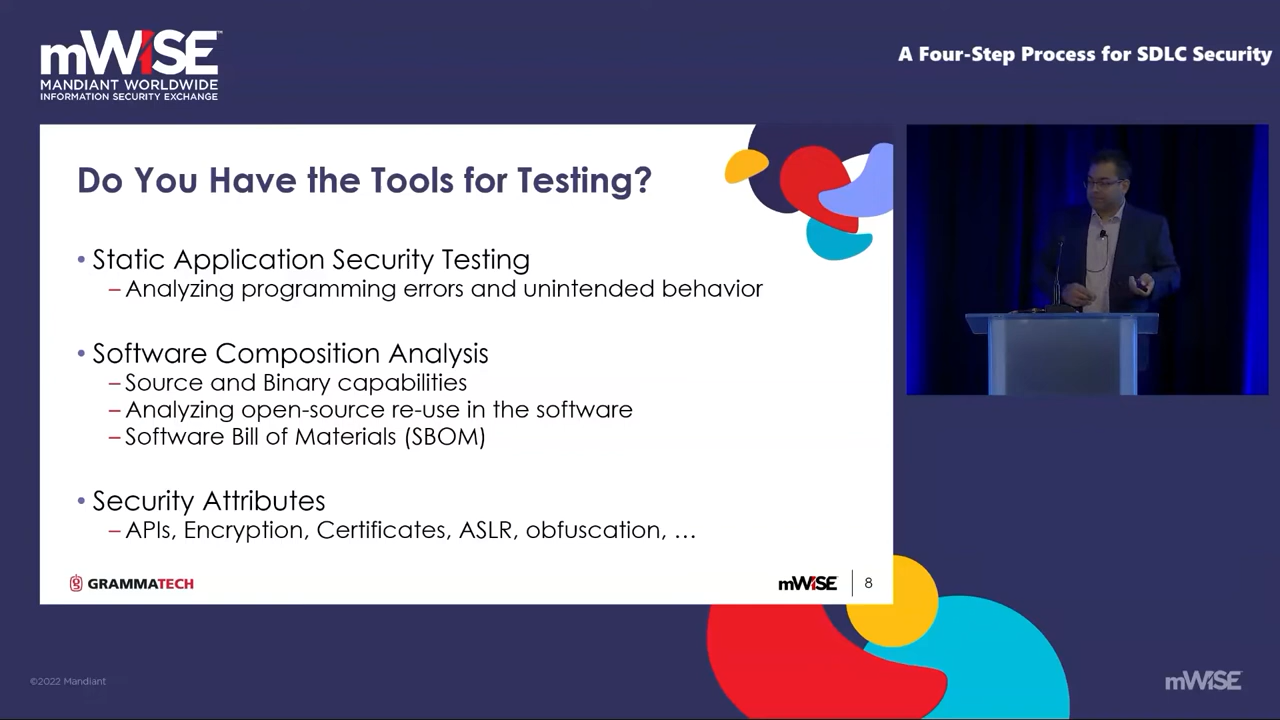 mWISE
MANDIANT WORLDWIDE
INFORMATION SECURITY EXCHANGE
A Four-Step Process for SDLC Security
Do You Have the Tools for Testing?
• Static Application Security Testing
– Analyzing programming errors and unintended behavior
• Software Composition Analysis
– Source and Binary capabilities
– Analyzing open-source re-use in the software
– Software Bill of Materials (SBOM)
• Security Attributes
– APIs, Encryption, Certificates, ASLR, obfuscation, …
GRAMMATECH
mWISE
8
©2022 Mandiant
mWISE